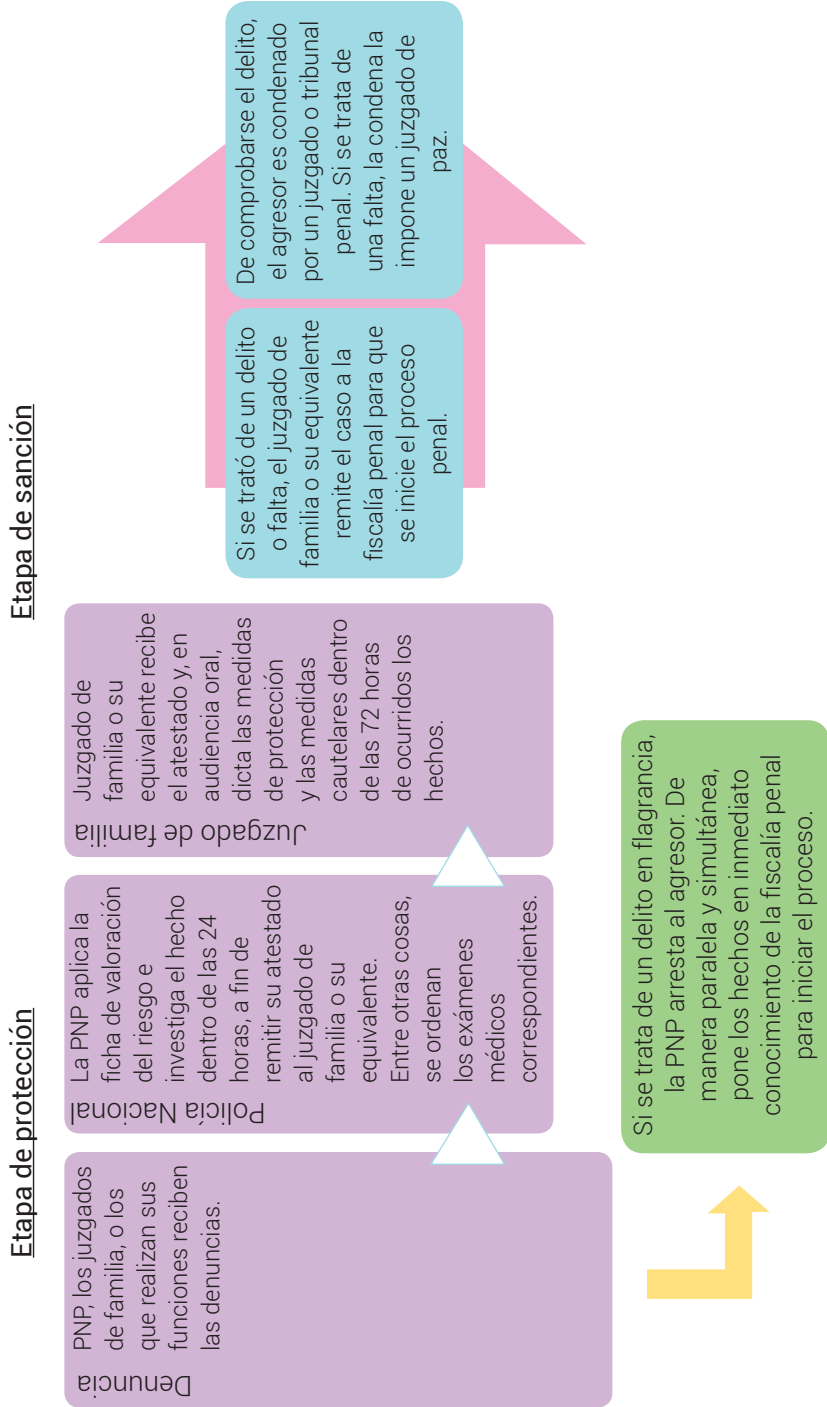 Etapa de protección
Denuncia
PNP, los juzgados
de familia, o los
que realizan sus
funciones reciben
las denuncias.
Policía Nacional
La PNP aplica la
ficha de valoración
del riesgo e
investiga el hecho
dentro de las 24
horas, a fin de
remitir su atestado
al juzgado de
familia o su
equivalente.
Entre otras cosas,
se ordenan
los exámenes
médicos
correspondientes.
Juzgado de familia
Juzgado de
familia o su
equivalente recibe
el atestado y, en
audiencia oral,
dicta las medidas
de protección
y las medidas
cautelares dentro
de las 72 horas
de ocurridos los
hechos.
Si se trata de un delito en flagrancia,
la PNP arresta al agresor. De
manera paralela y simultánea,
pone los hechos en inmediato
conocimiento de la fiscalía penal
para iniciar el proceso.
Etapa de sanción
Si se trató de un delito
o falta, el juzgado de
familia o su equivalente
remite el caso a la
fiscalía penal para que
se inicie el proceso
penal.
De comprobarse el delito,
el agresor es condenado
por un juzgado o tribunal
penal. Si se trata de
una falta, la condena la
impone un juzgado de
paz.